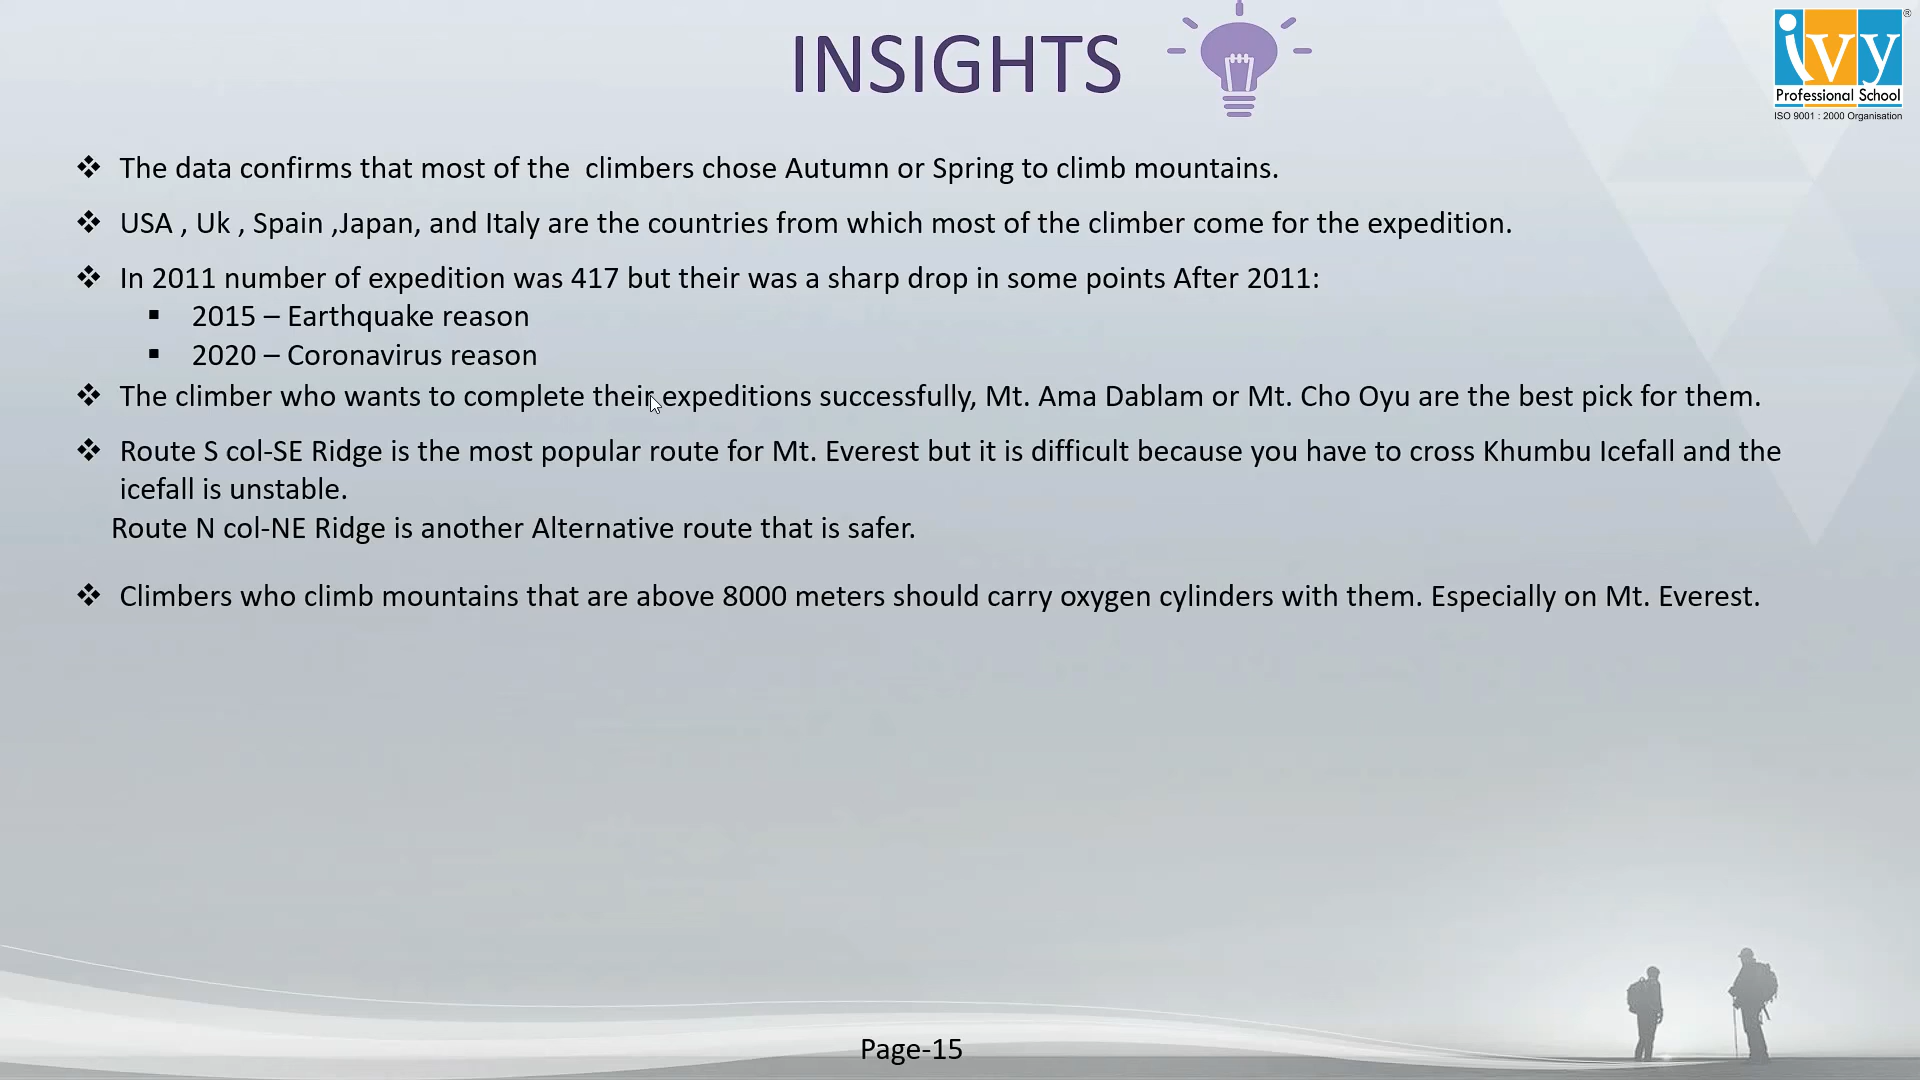 INSIGHTS
ivy
Professional School
ISO 9001 : 2000 Organisation
®
❖ The data confirms that most of the  climbers chose Autumn or Spring to climb mountains.
❖ USA , Uk , Spain ,Japan, and Italy are the countries from which most of the climber come for the expedition.
❖ In 2011 number of expedition was 417 but their was a sharp drop in some points After 2011:
▪ 2015 – Earthquake reason
▪ 2020 – Coronavirus reason
❖ The climber who wants to complete their expeditions successfully, Mt. Ama Dablam or Mt. Cho Oyu are the best pick for them.
❖ Route S col-SE Ridge is the most popular route for Mt. Everest but it is difficult because you have to cross Khumbu Icefall and the
icefall is unstable.
Route N col-NE Ridge is another Alternative route that is safer.
❖ Climbers who climb mountains that are above 8000 meters should carry oxygen cylinders with them. Especially on Mt. Everest.
Page-15